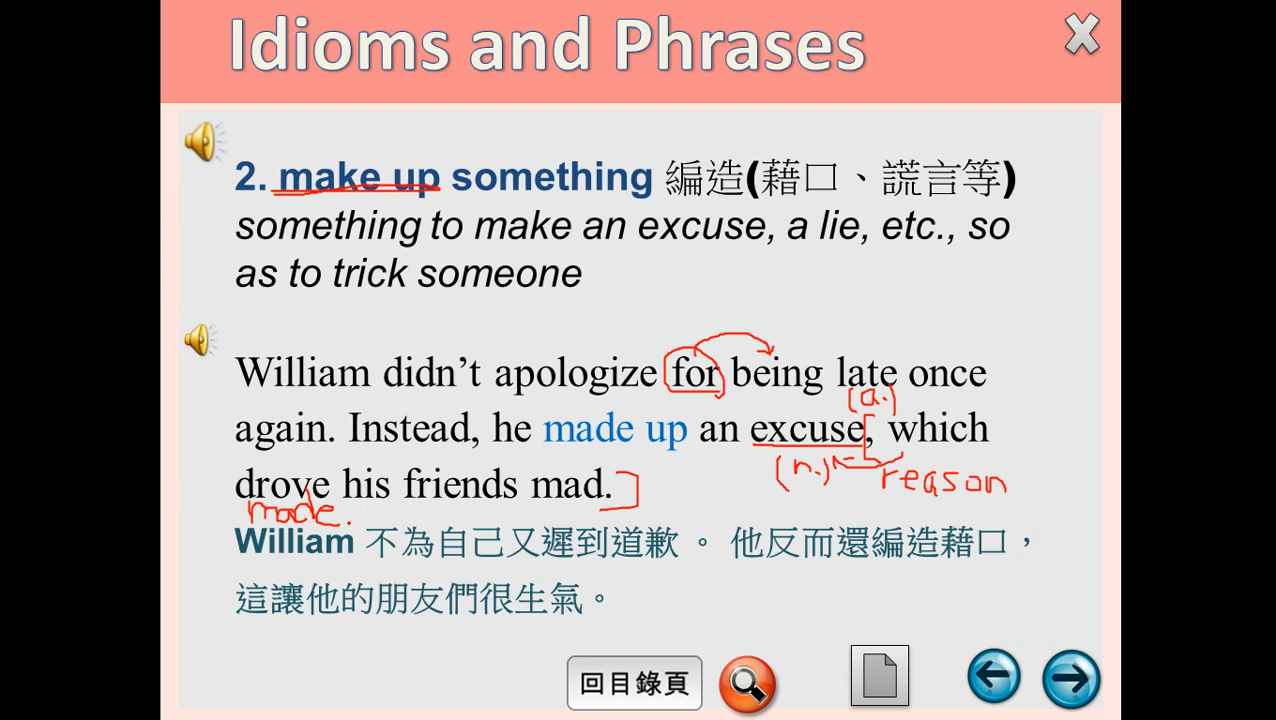 Idioms and Phrases
2. make up something 編造(藉口、謊言等)
something to make an excuse, a lie, etc., so
as to trick someone
William didn't apologize for being late once
(a.)
again. Instead, he made up an excuse, which
(n.) reason
drove his friends mad.
made.
William 不為自己又遲到道歉。他反而還編造藉口，
這讓他的朋友們很生氣。
回目錄頁